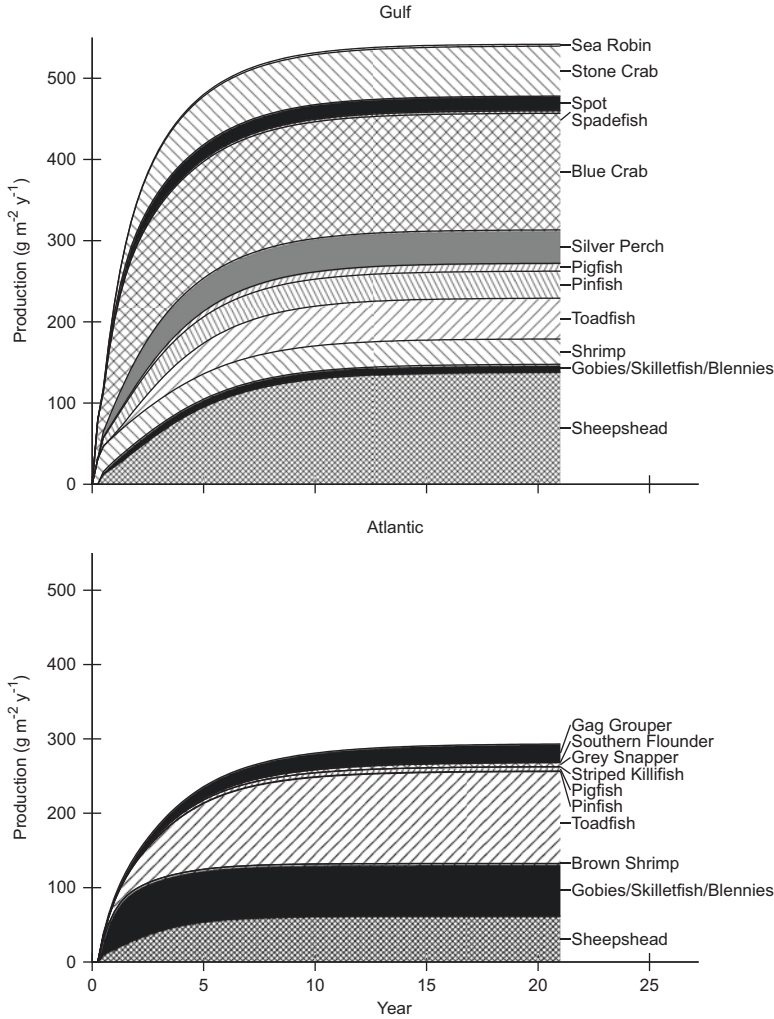 Gulf
Production (g m-2 y-1)
500
400
300
200
100
0
Sea Robin
Stone Crab
Spot
Spadefish
Blue Crab
Silver Perch
Pigfish
Pinfish
Toadfish
Shrimp
Gobies/Skilletfish/Blennies
Sheepshead
Atlantic
Production (g m-2 y-1)
500
400
300
200
100
0
Gag Grouper
Southern Flounder
Grey Snapper
Striped Killifish
Pigfish
Pinfish
Toadfish
Brown Shrimp
Gobies/Skilletfish/Blennies
Sheepshead
0 5 10 15 20 25
Year